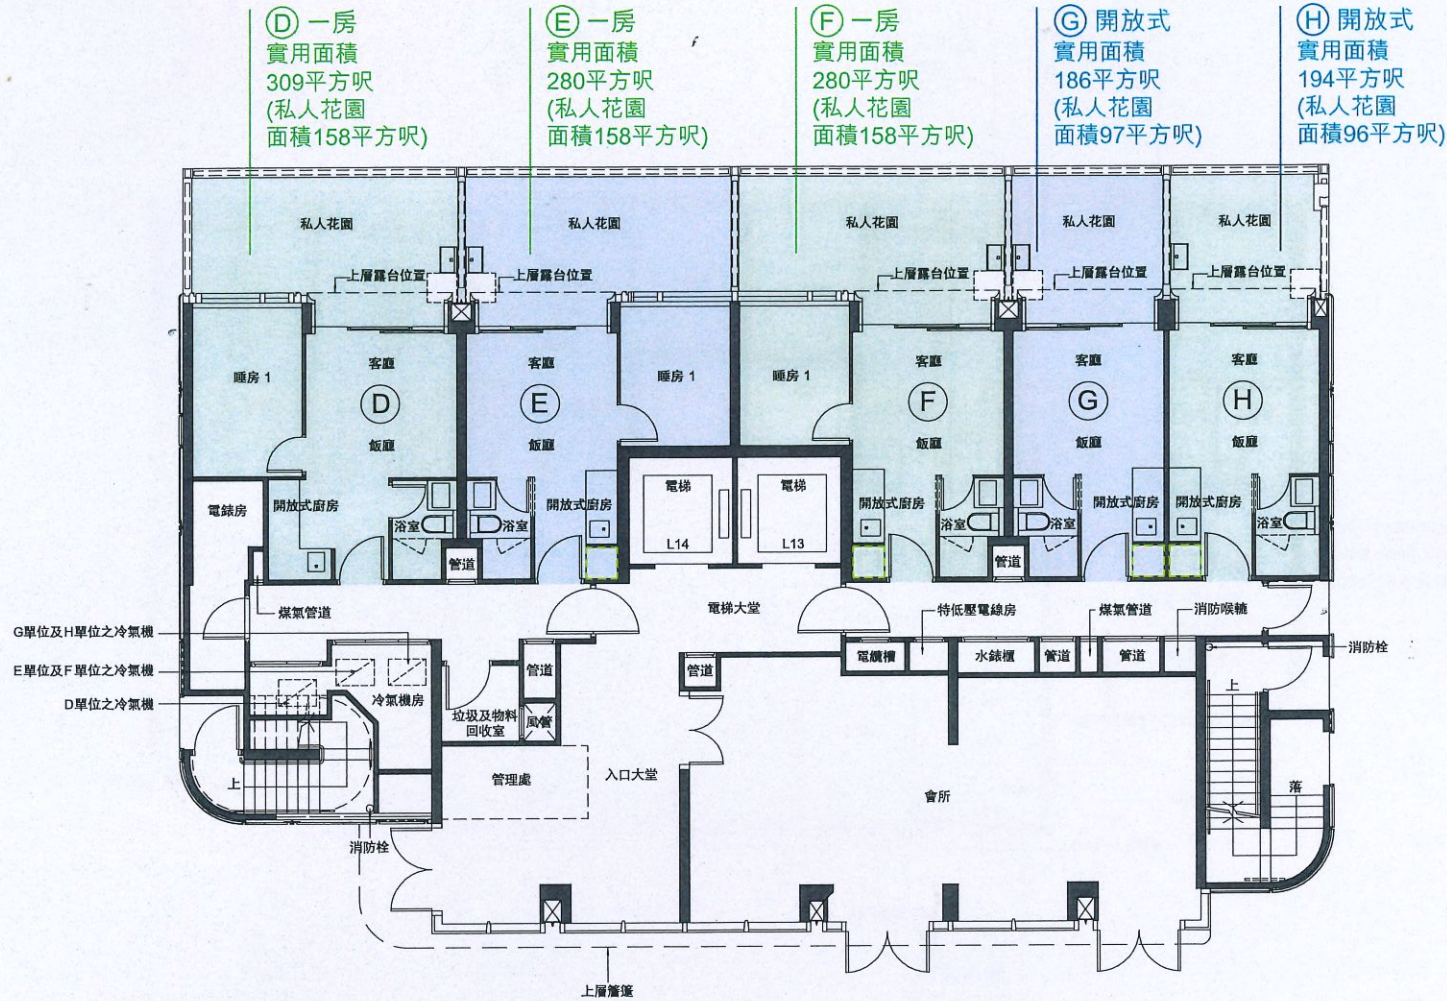 D 一房
實用面積
309平方呎
(私人花園
面積158平方呎)
E 一房
實用面積
280平方呎
(私人花園
面積158平方呎)
F 一房
實用面積
280平方呎
(私人花園
面積158平方呎)
G 開放式
實用面積
186平方呎
(私人花園
面積97平方呎)
H 開放式
實用面積
194平方呎
(私人花園
面積96平方呎)
私人花園
私人花園
私人花園
私人花園
私人花園
上層露台位置
上層露台位置
上層露台位置
上層露台位置
上層露台位置
客廳
客廳
客廳
客廳
客廳
睡房 1
睡房 1
睡房 1
D
E
F
G
H
飯廳
飯廳
飯廳
飯廳
飯廳
電錶房
開放式廚房
浴室
浴室
開放式廚房
電梯
L14
電梯
L13
開放式廚房
浴室
浴室
開放式廚房
開放式廚房
浴室
管道
管道
煤氣管道
電梯大堂
特低壓電線房
煤氣管道
消防喉轆
G單位及H單位之冷氣機
E單位及F單位之冷氣機
D單位之冷氣機
冷氣機房
垃圾及物料
回收室
管道
風管
管道
電纜槽
水錶櫃
管道
管道
消防栓
上
上
落
管理處
入口大堂
會所
消防栓
上層簷篷